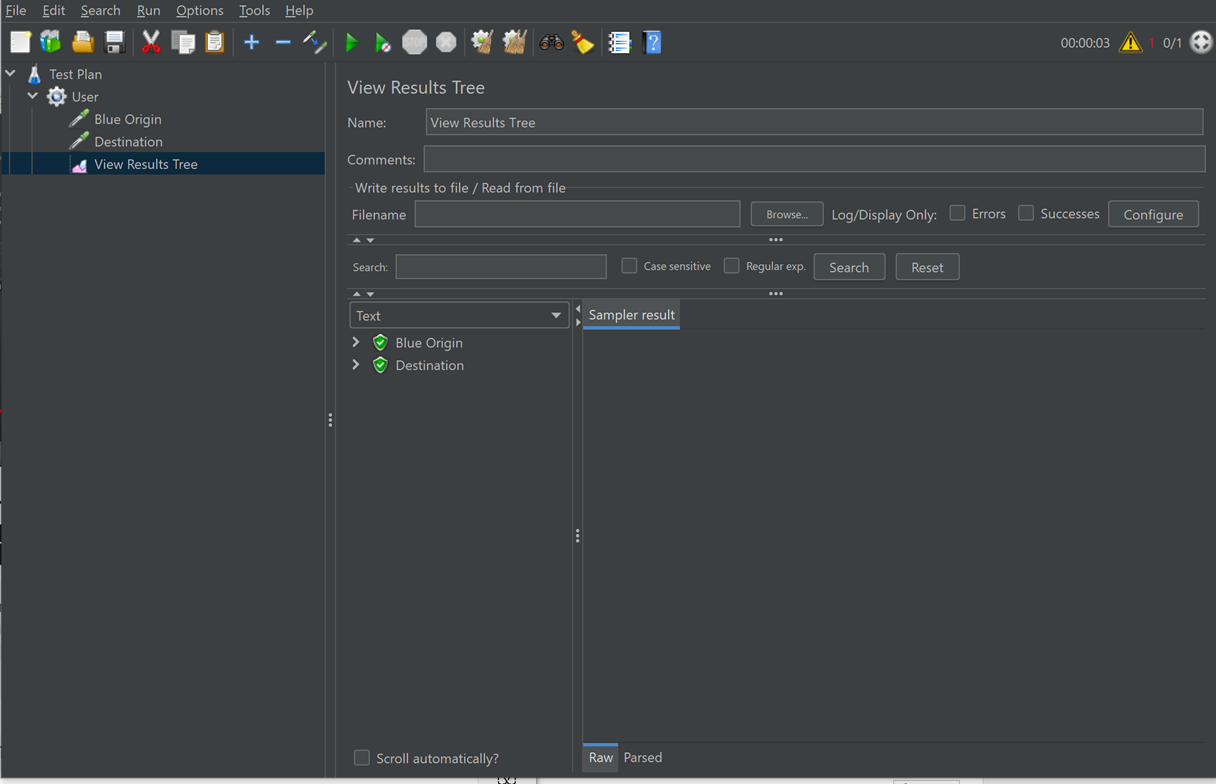 File Edit Search Run Options Tools Help
STOP
00:00:03 1 0/1
Test Plan
User
Blue Origin
Destination
View Results Tree
View Results Tree
Name: View Results Tree
Comments:
Write results to file / Read from file
Filename Browse... Log/Display Only: Errors Successes Configure
Search: Case sensitive Regular exp. Search Reset
Text
Sampler result
Blue Origin
Destination
Scroll automatically?
Raw Parsed